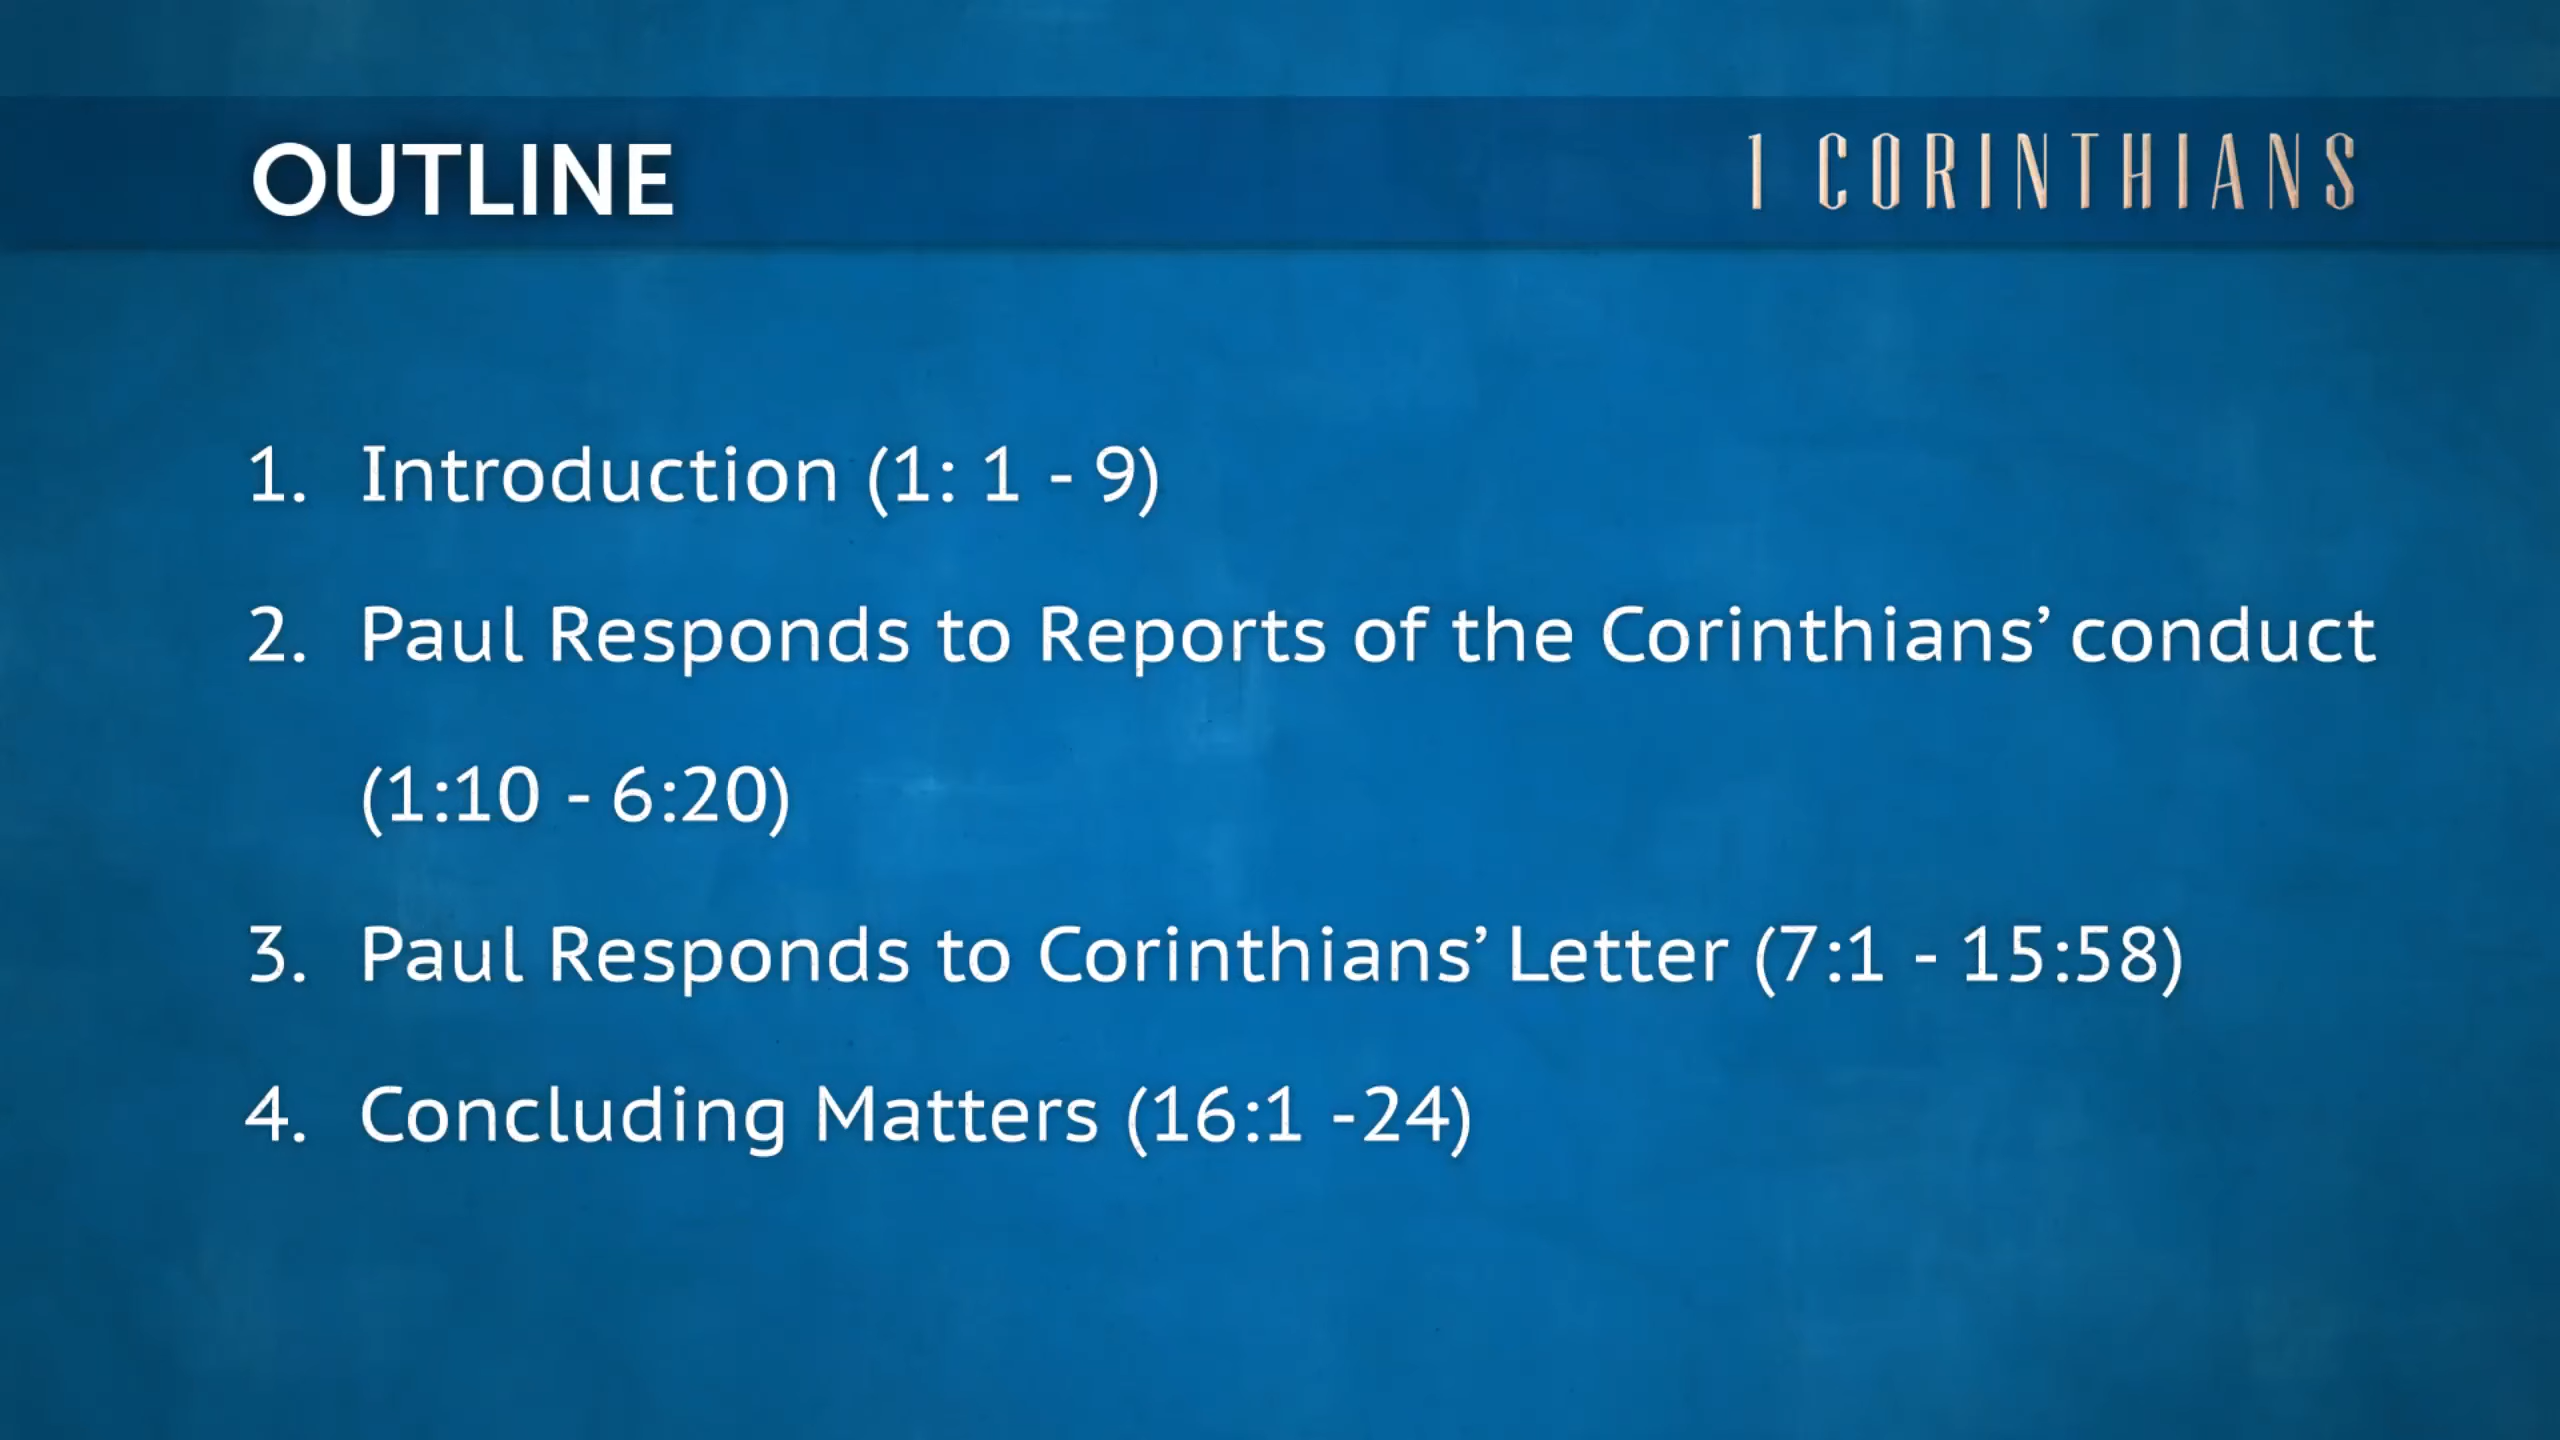 OUTLINE
1 CORINTHIANS
1. Introduction (1: 1 - 9)
2. Paul Responds to Reports of the Corinthians’ conduct
(1:10 - 6:20)
3. Paul Responds to Corinthians’ Letter (7:1 - 15:58)
4. Concluding Matters (16:1 -24)